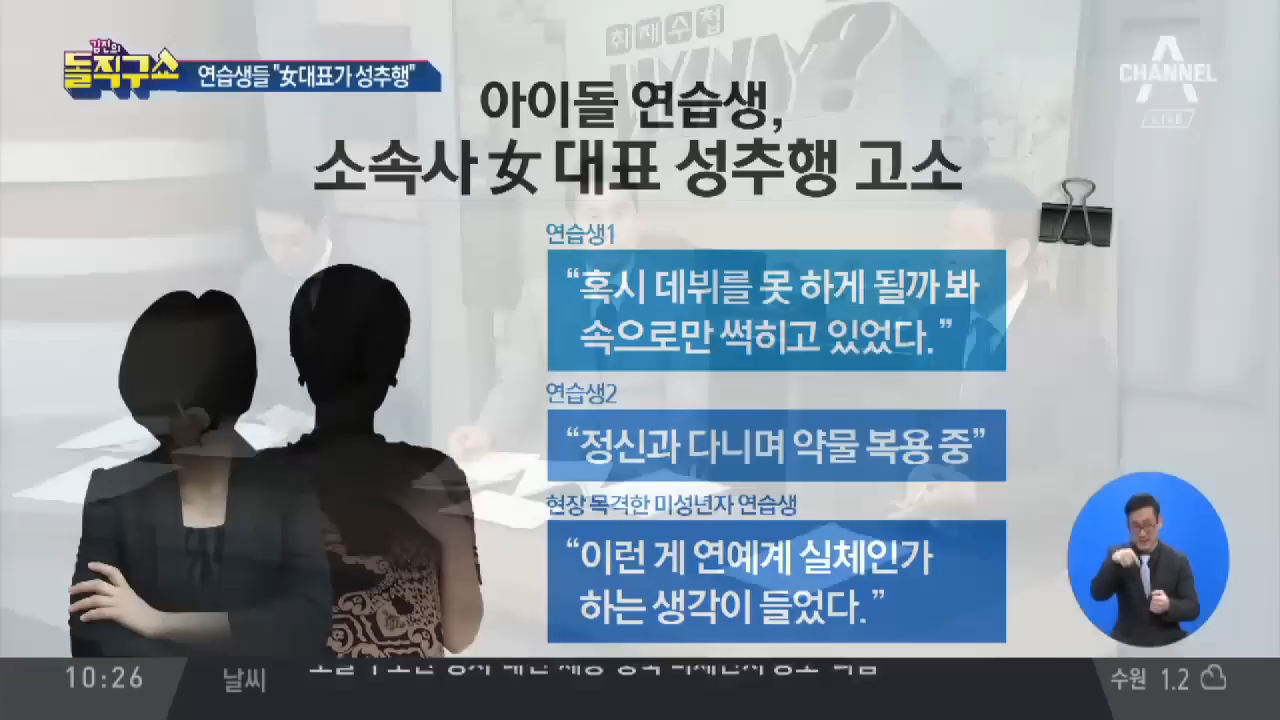 김진의
돌직구쇼
연습생들 "女대표가 성추행"
취재수첩
CHANNEL A
LIVE
아이돌 연습생,
소속사 女 대표 성추행 고소
연습생1
“혹시 데뷔를 못 하게 될까 봐
속으로만 썩히고 있었다.”
연습생2
“정신과 다니며 약물 복용 중”
현장 목격한 미성년자 연습생
“이런 게 연예계 실체인가
하는 생각이 들었다.”
10:26
날씨
수원 1.2